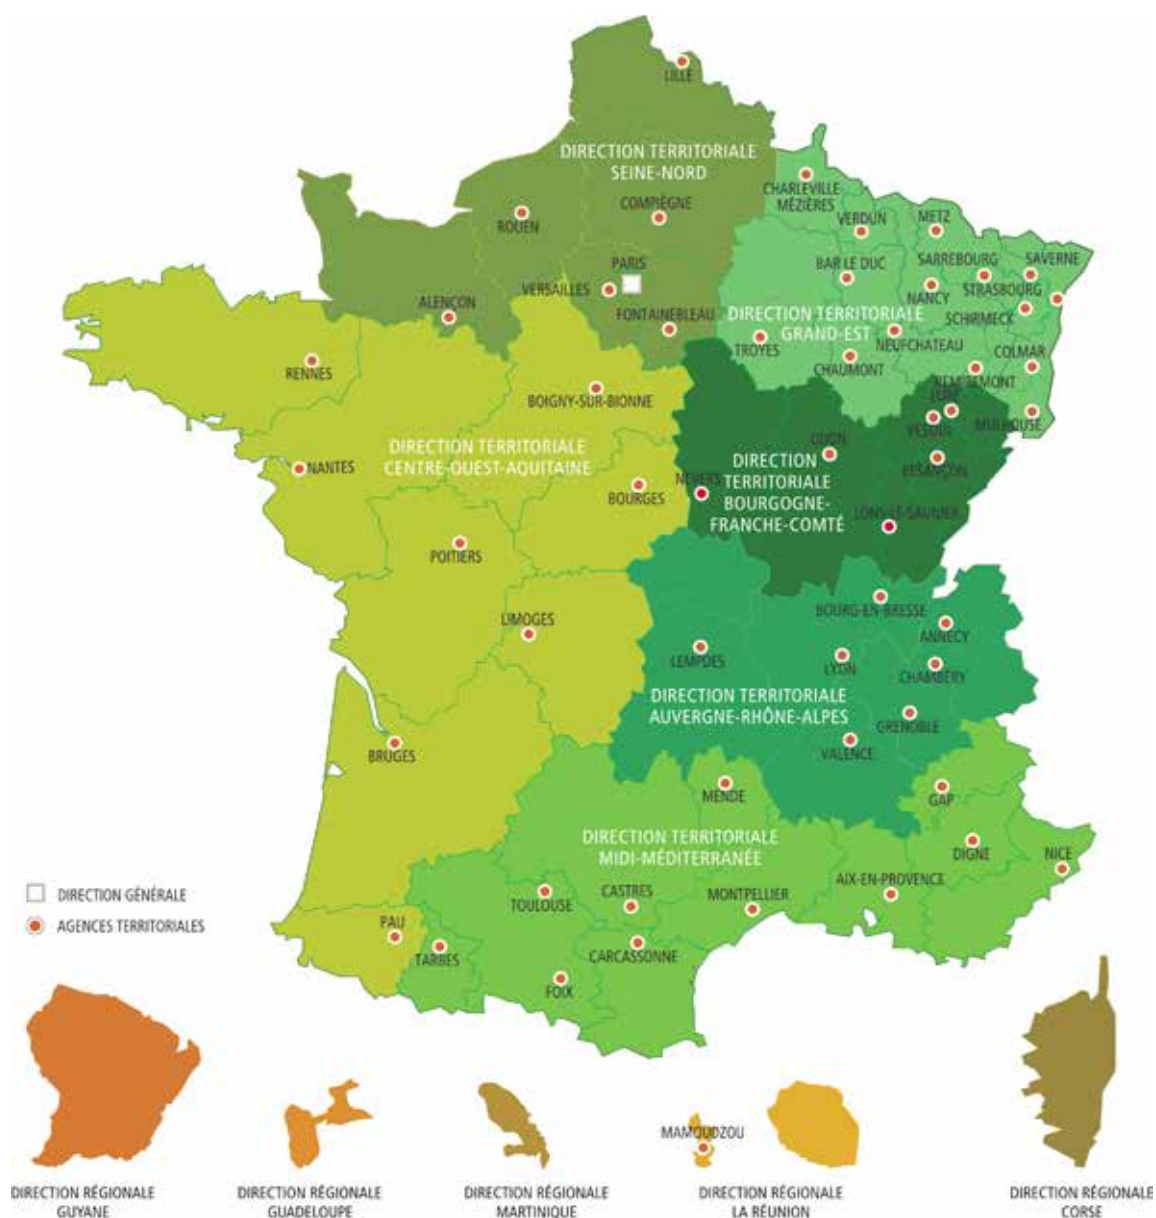 LILLE
DIRECTION TERRITORIALE
SEINE-NORD
CHARLEVILLE
MÉZIÈRES
COMPIÈGNE
ROUEN
VERDUN
METZ
PARIS
BAR LE DUC
SARREBOURG
SAVERNE
VERSAILLES
NANCY
STRASBOURG
ALENÇON
FONTAINEBLEAU
DIRECTION TERRITORIALE
GRAND-EST
SCHIRMECK
TROYES
NEUFCHATEAU
CHAUMONT
COLMAR
RENNES
REMIREMONT
LURE
BOIGNY-SUR-BIONNE
VESOUL
MULHOUSE
DIRECTION TERRITORIALE
CENTRE-OUEST-AQUITAINE
DIJON
NANTES
DIRECTION
TERRITORIALE
BOURGOGNE-
FRANCHE-COMTÉ
BESANÇON
NEVERS
BOURGES
LONS-LE-SAUNIER
POITIERS
BOURG-EN-BRESSE
LIMOGES
ANNECY
LEMPDES
LYON
CHAMBÉRY
DIRECTION TERRITORIALE
AUVERGNE-RHÔNE-ALPES
GRENOBLE
BRUGES
VALENCE
MENDE
GAP
DIRECTION TERRITORIALE
MIDI-MÉDITERRANÉE
DIGNE
NICE
AIX-EN-PROVENCE
DIRECTION GÉNÉRALE
AGENCES TERRITORIALES
TOULOUSE
CASTRES
MONTPELLIER
PAU
TARBES
CARCASSONNE
FOIX
MAMOUDZOU
DIRECTION RÉGIONALE
GUYANE
DIRECTION RÉGIONALE
GUADELOUPE
DIRECTION RÉGIONALE
MARTINIQUE
DIRECTION RÉGIONALE
LA RÉUNION
DIRECTION RÉGIONALE
CORSE